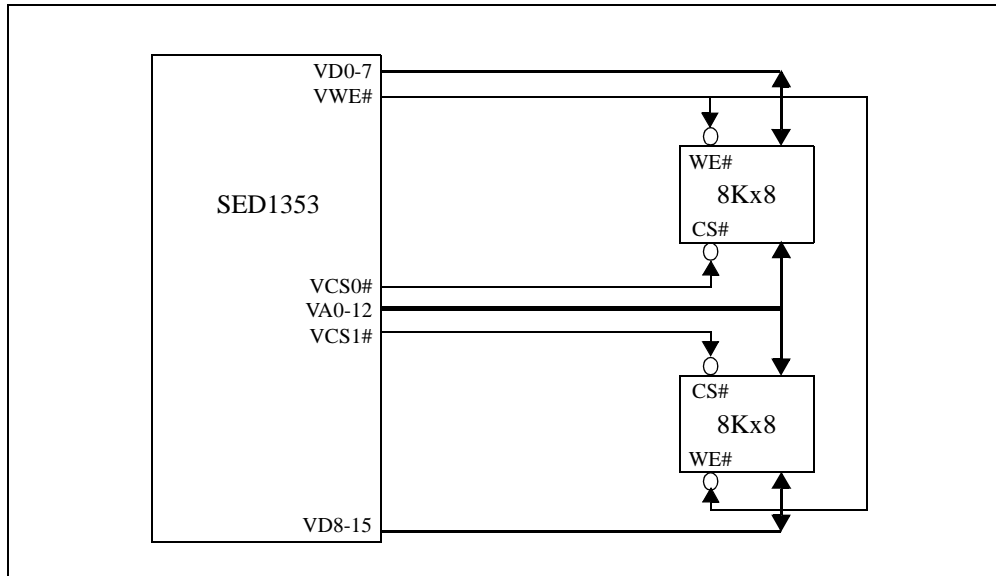 VD0-7
VWE#
WE#
8Kx8
SED1353
CS#
VCS0#
VA0-12
VCS1#
CS#
8Kx8
WE#
VD8-15